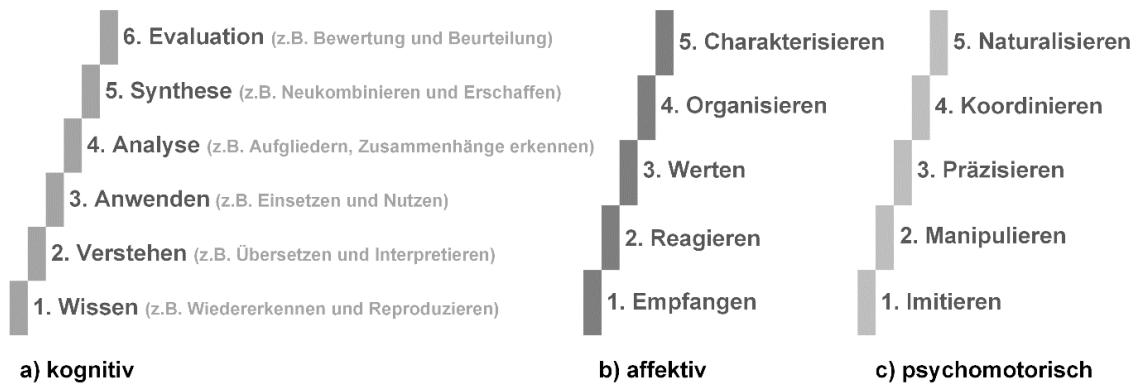 6. Evaluation (z.B. Bewertung und Beurteilung)
5. Synthese (z.B. Neukombinieren und Erschaffen)
4. Analyse (z.B. Aufgliedern, Zusammenhänge erkennen)
3. Anwenden (z.B. Einsetzen und Nutzen)
2. Verstehen (z.B. Übersetzen und Interpretieren)
1. Wissen (z.B. Wiedererkennen und Reproduzieren)
a) kognitiv
5. Charakterisieren
4. Organisieren
3. Werten
2. Reagieren
1. Empfangen
b) affektiv
5. Naturalisieren
4. Koordinieren
3. Präzisieren
2. Manipulieren
1. Imitieren
c) psychomotorisch